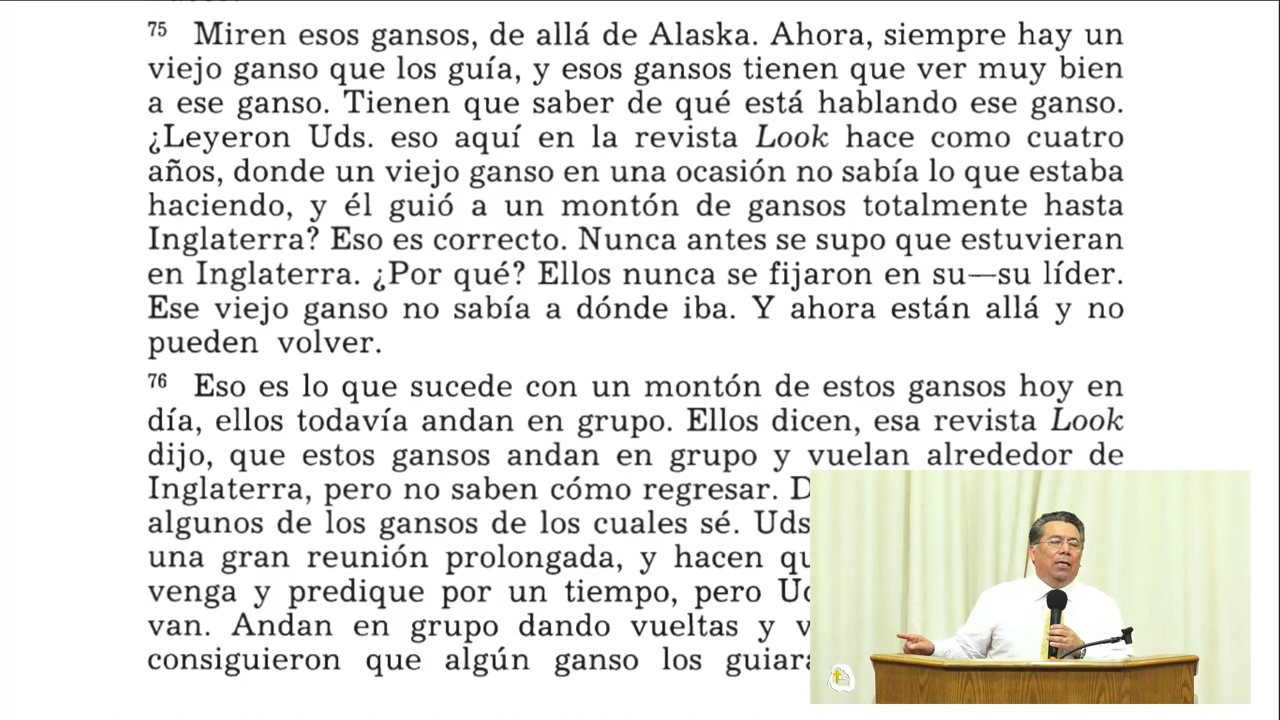 75 Miren esos gansos, de allá de Alaska. Ahora, siempre hay un
viejo ganso que los guía, y esos gansos tienen que ver muy bien
a ese ganso. Tienen que saber de qué está hablando ese ganso.
¿Leyeron Uds. eso aquí en la revista Look hace como cuatro
años, donde un viejo ganso en una ocasión no sabía lo que estaba
haciendo, y él guió a un montón de gansos totalmente hasta
Inglaterra? Eso es correcto. Nunca antes se supo que estuvieran
en Inglaterra. ¿Por qué? Ellos nunca se fijaron en su—su líder.
Ese viejo ganso no sabía a dónde iba. Y ahora están allá y no
pueden volver.
76 Eso es lo que sucede con un montón de estos gansos hoy en
día, ellos todavía andan en grupo. Ellos dicen, esa revista Look
dijo, que estos gansos andan en grupo y vuelan alrededor de
Inglaterra, pero no saben cómo regresar.
algunos de los gansos de los cuales sé. Uds
una gran reunión prolongada, y hacen
venga y predique por un tiempo, pero
van. Andan en grupo dando vueltas y
consiguieron que algún ganso los